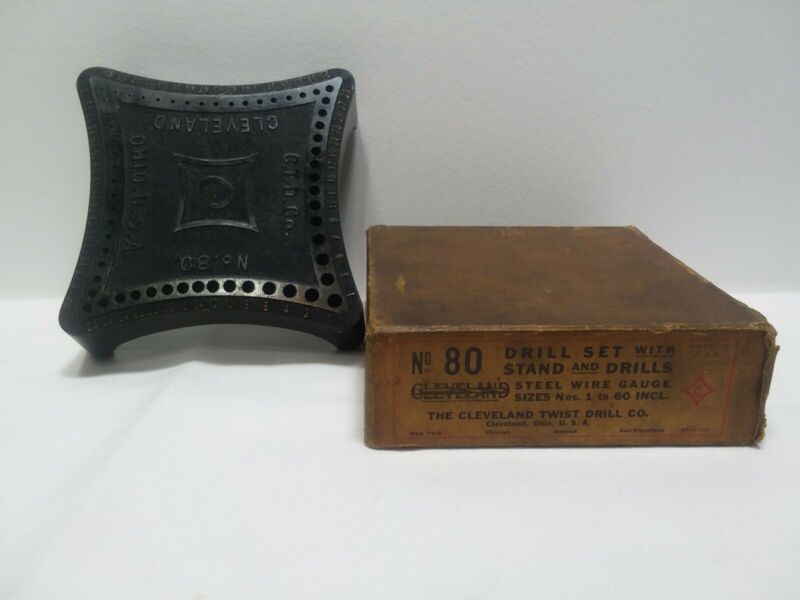 CLEVELAND
OHIO. U.S.A
C.T.D. Co.
No. 80.
C
No. 80
DRILL SET WITH
STAND AND DRILLS
CLEVELAND
STEEL WIRE GAUGE
SIZES Nos. 1 to 60 INCL.
THE CLEVELAND TWIST DRILL CO.
Cleveland, Ohio, U. S. A.
New York Chicago Detroit San Francisco
MADE IN
U.S.A.